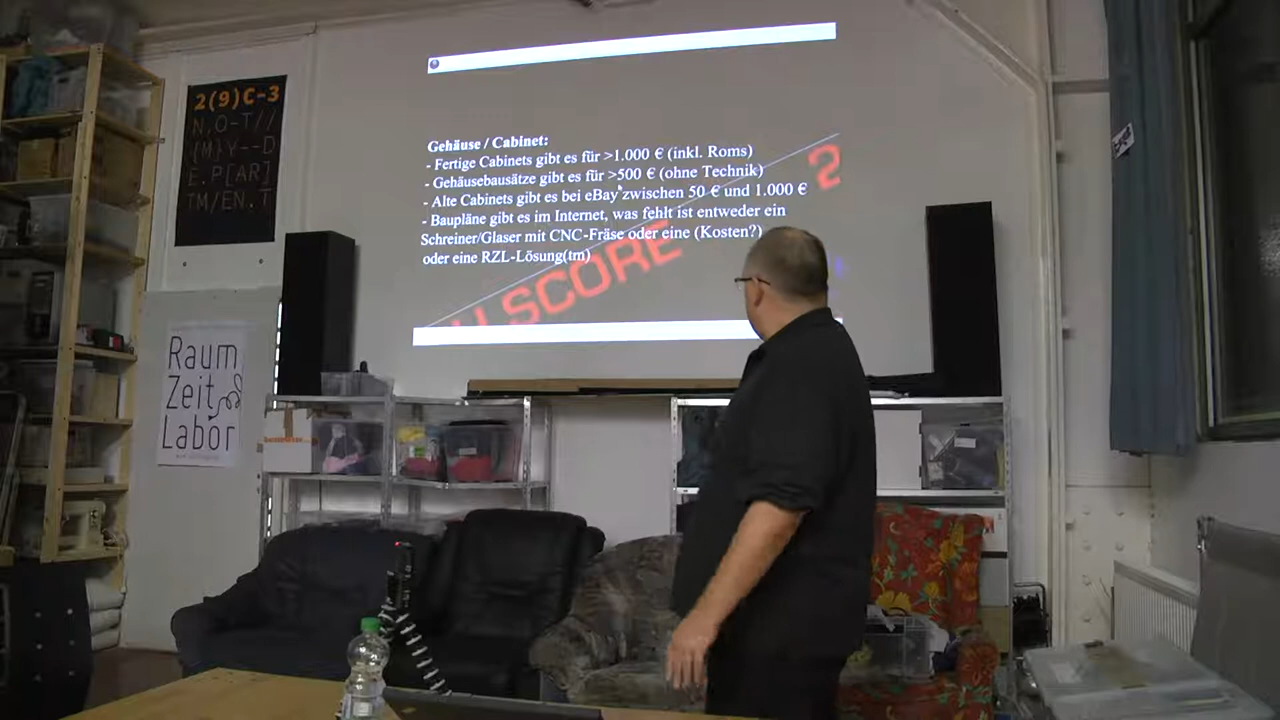 2(9)C-3
N,O-T//
{M}Y--D
E.P[AR]
TM/EN.T
Gehäuse / Cabinet:
- Fertige Cabinets gibt es für >1.000 € (inkl. Roms)
- Gehäusebausätze gibt es für >500 € (ohne Technik)
- Alte Cabinets gibt es bei eBay zwischen 50 € und 1.000 €
- Baupläne gibt es im Internet, was fehlt ist entweder ein
Schreiner/Glaser mit CNC-Fräse oder eine (Kosten?)
oder eine RZL-Lösung(tm)
SCORE
2
Raum
Zeit
Labor